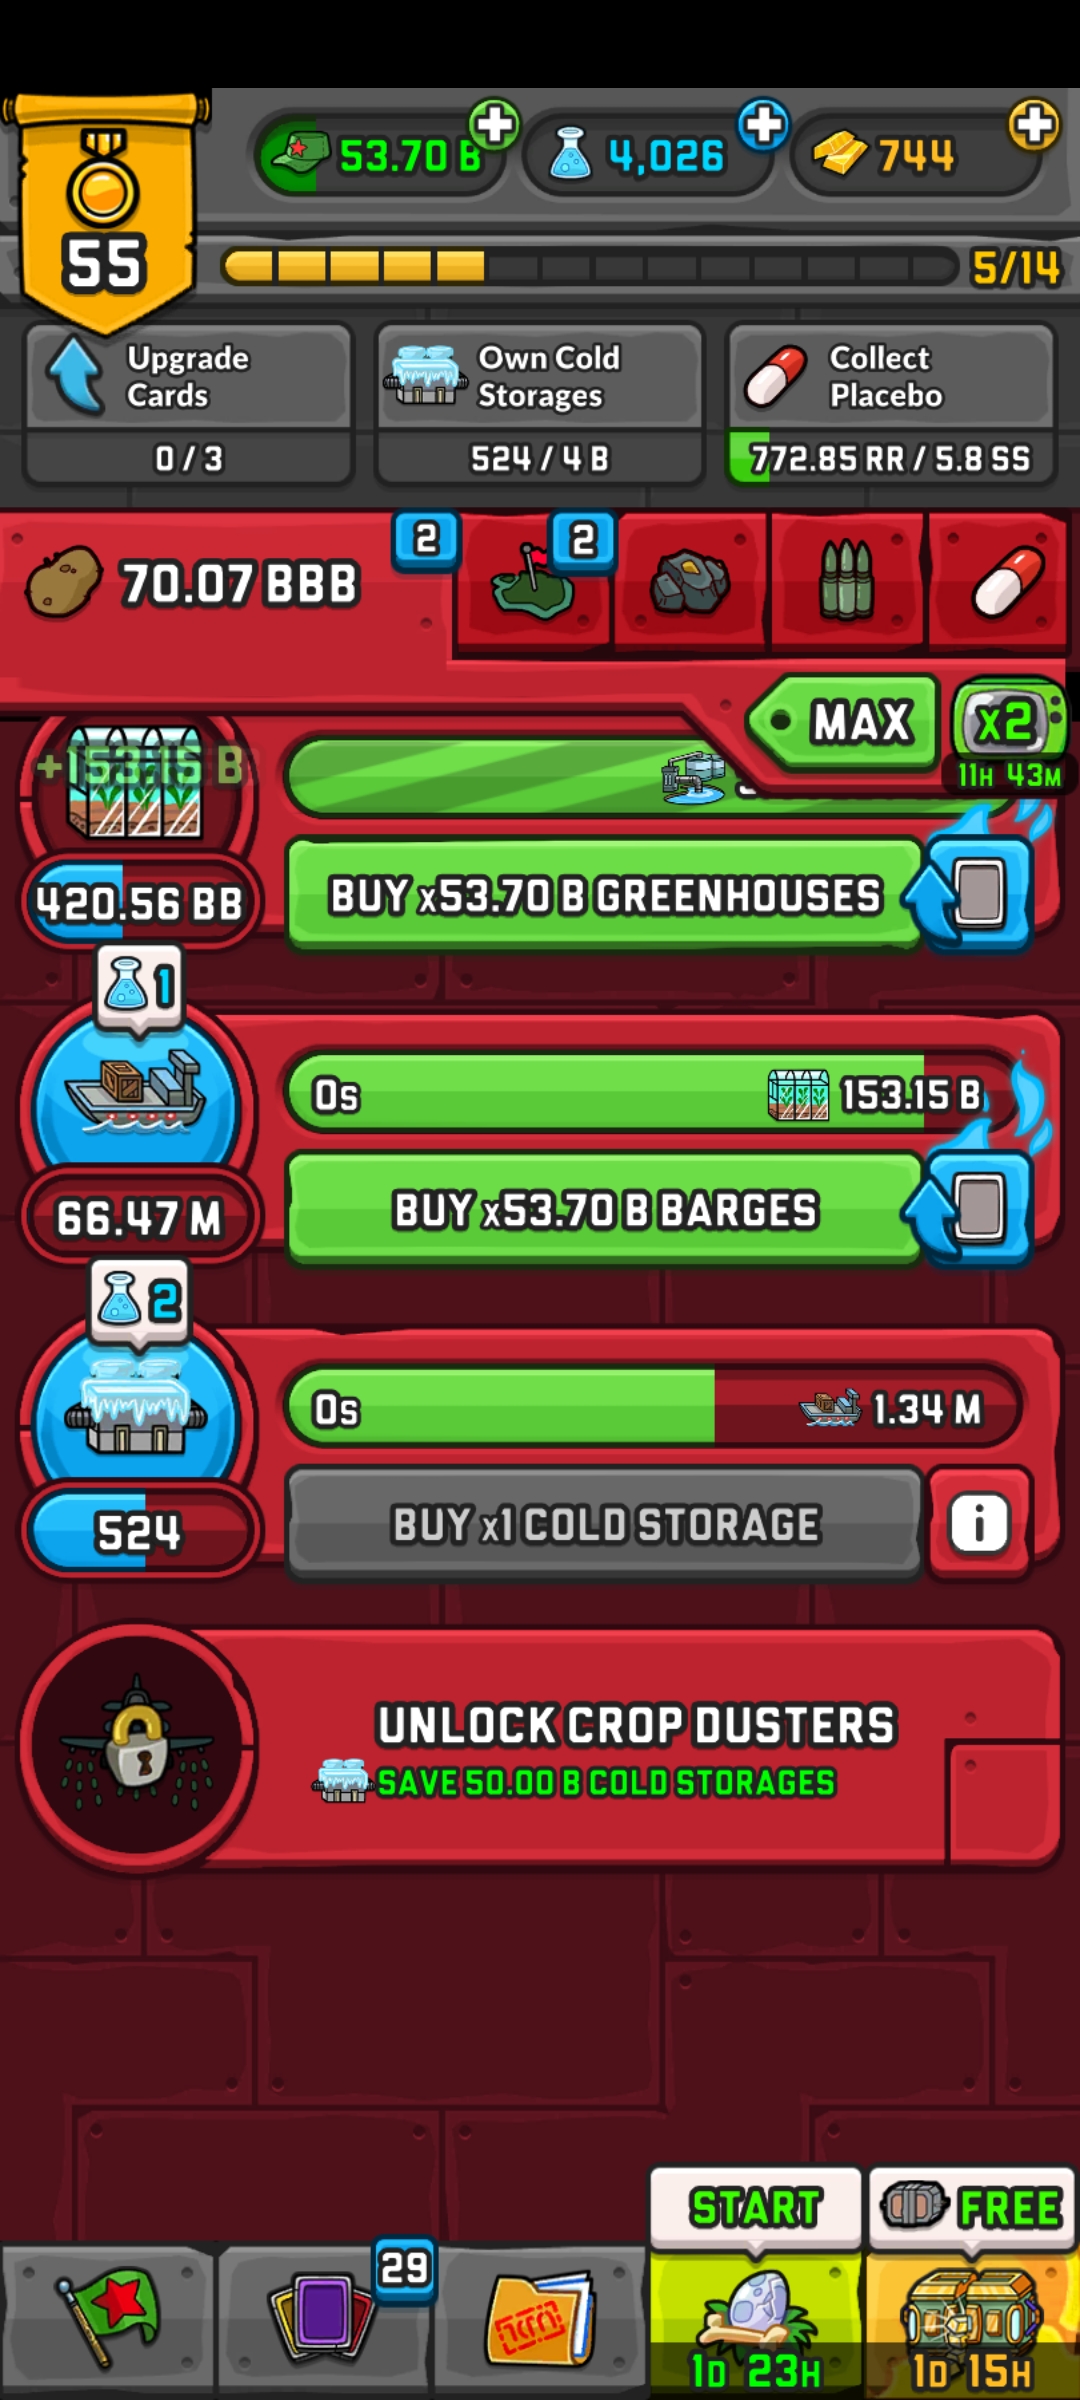 53.70 B
4,026
744
55
5/14
Upgrade
Cards
0 / 3
Own Cold
Storages
524 / 4 B
Collect
Placebo
772.85 RR / 5.8 SS
70.07 BBB
2
2
MAX
x2
11H 43M
+153.15 B
420.56 BB
BUY x53.70 B GREENHOUSES
1
0s
153.15 B
66.47 M
BUY x53.70 B BARGES
2
0s
1.34 M
524
BUY x1 COLD STORAGE
i
UNLOCK CROP DUSTERS
SAVE 50.00 B COLD STORAGES
START
FREE
29
1D 23H
1D 15H